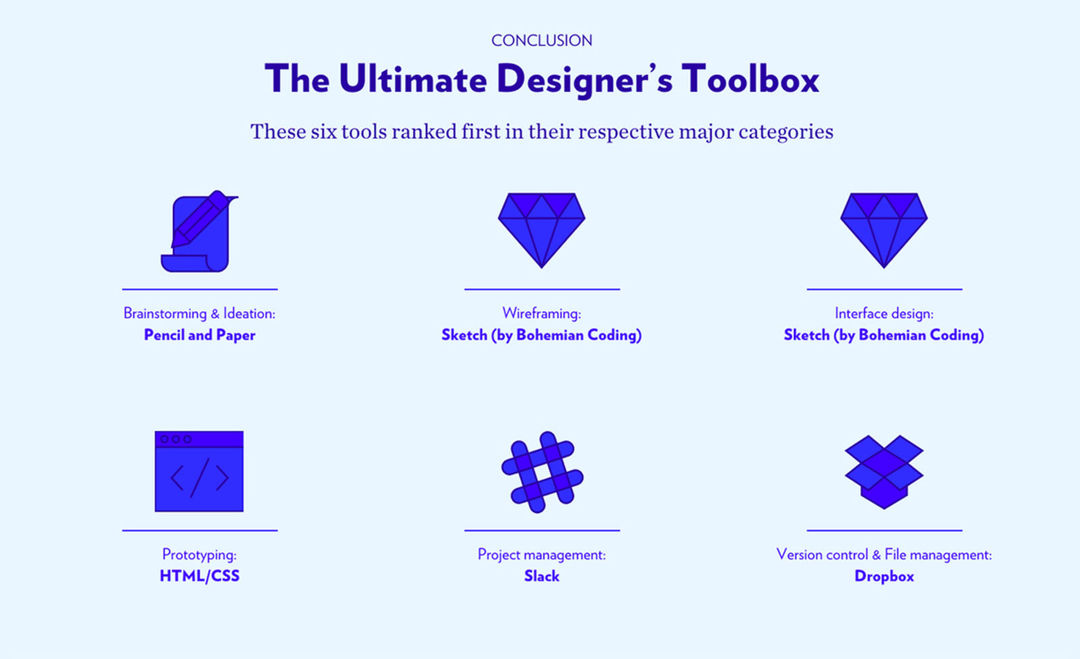 CONCLUSION
The Ultimate Designer’s Toolbox
These six tools ranked first in their respective major categories
Brainstorming & Ideation:
Pencil and Paper
Wireframing:
Sketch (by Bohemian Coding)
Interface design:
Sketch (by Bohemian Coding)
</>
Prototyping:
HTML/CSS
Project management:
Slack
Version control & File management:
Dropbox